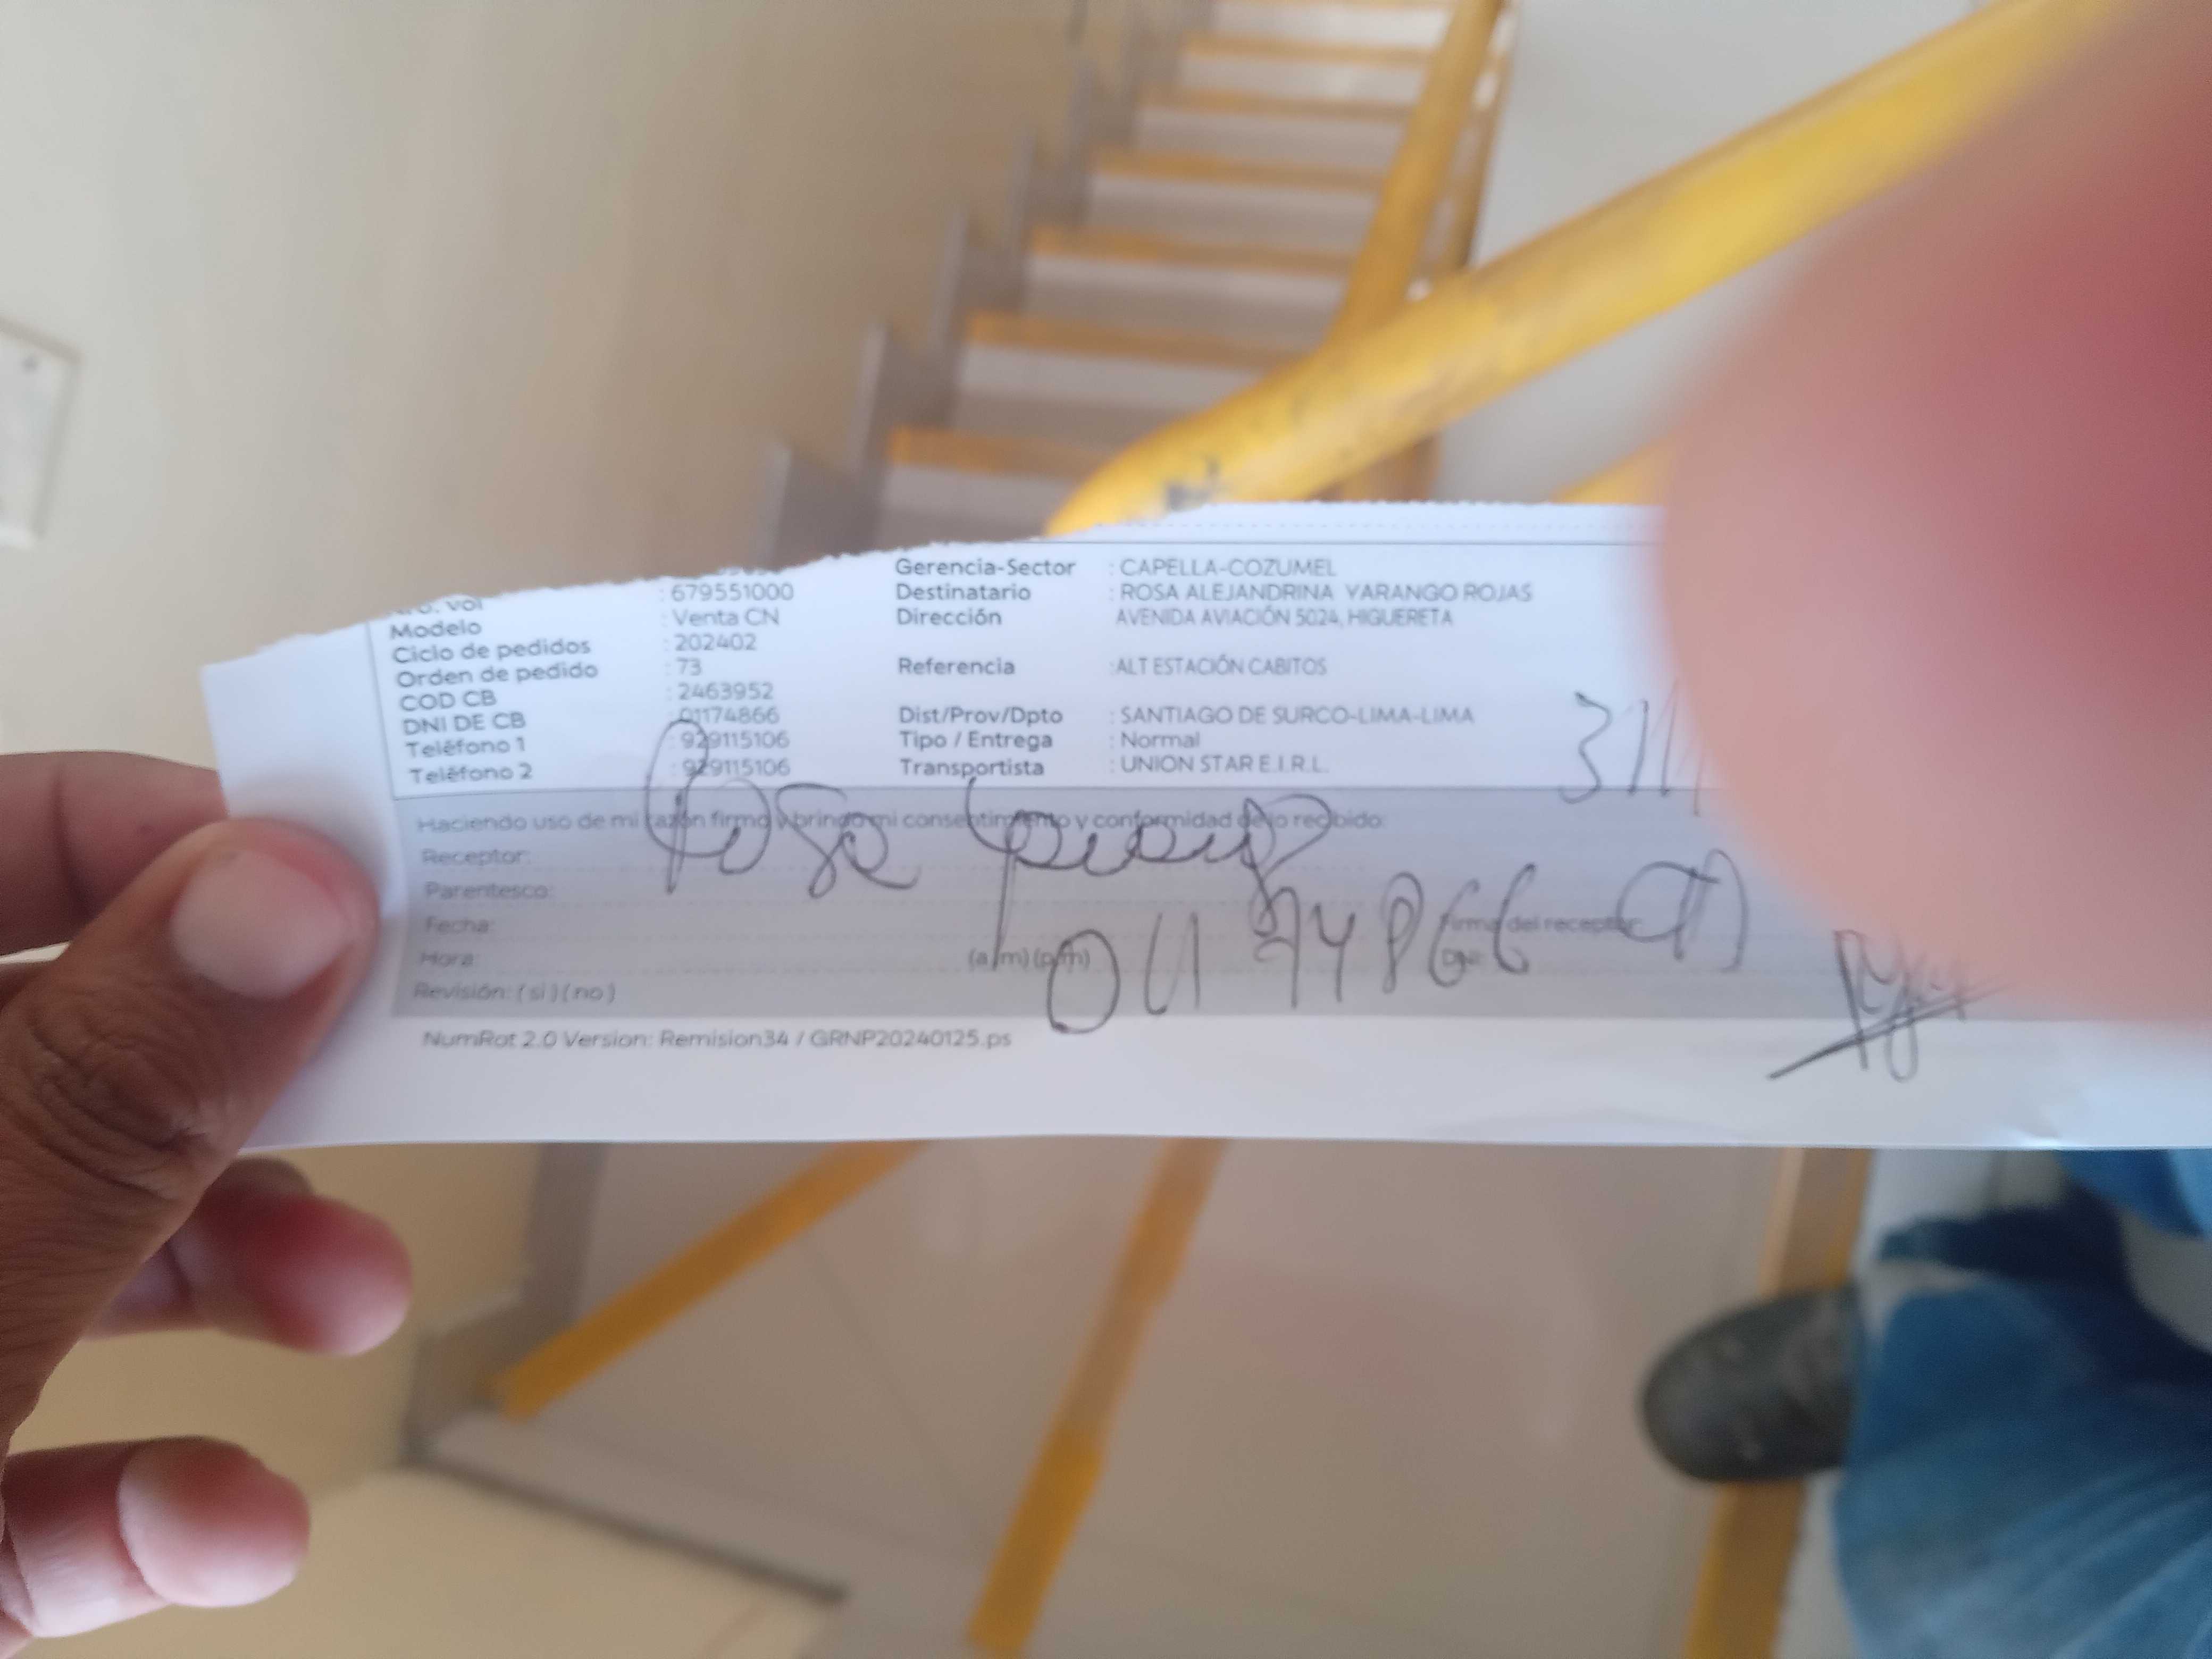 Gerencia-Sector : CAPELLA-COZUMEL
Nro. Vol : 679551000 Destinatario : ROSA ALEJANDRINA YARANGO ROJAS
Modelo : Venta CN Dirección AVENIDA AVIACIÓN 5024, HIGUERETA
Ciclo de pedidos : 202402
Orden de pedido : 73 Referencia : ALT ESTACIÓN CABITOS
COD CB : 2463952
DNI DE CB : 01174866 Dist/Prov/Dpto : SANTIAGO DE SURCO-LIMA-LIMA
Teléfono 1 : 929115106 Tipo / Entrega : Normal
Teléfono 2 : 929115106 Transportista : UNION STAR E.I.R.L.
Haciendo uso de mi razón firmo y brindo mi consentimiento y conformidad de lo recibido:
Receptor: Rosa
Parentesco:
Fecha: Firma del receptor:
Hora: (a.m) (p.m) 01174866 DNI:
Revisión: ( si ) ( no )
NumRot 2.0 Version: Remision34 / GRNP20240125.ps